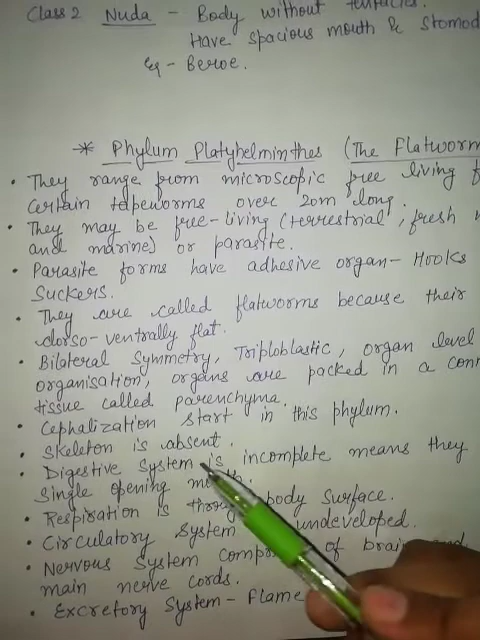 Class 2 Nuda - Body without tentacles.
Have spacious mouth & Stomod
Eg - Beroe.
* Phylum Platyhelminthes (The Flatworm
• They range from microscopic free living
certain tapeworms over 20m long.
• They may be free-living (terrestrial, fresh
and marine) or parasite.
• Parasite forms have adhesive organ - Hooks
Suckers.
• They are called flatworms because their
dorso-ventrally flat.
• Bilateral Symmetry, Triploblastic, organ level
organisation, organs are packed in a conn
tissue called parenchyma.
• Cephalization start in this phylum.
• Skeleton is absent.
• Digestive System is incomplete means they
Single opening
• Respiration is through body surface.
• Circulatory System undeveloped.
• Nervous System of brain and
main nerve cords.
• Excretory System - Flame